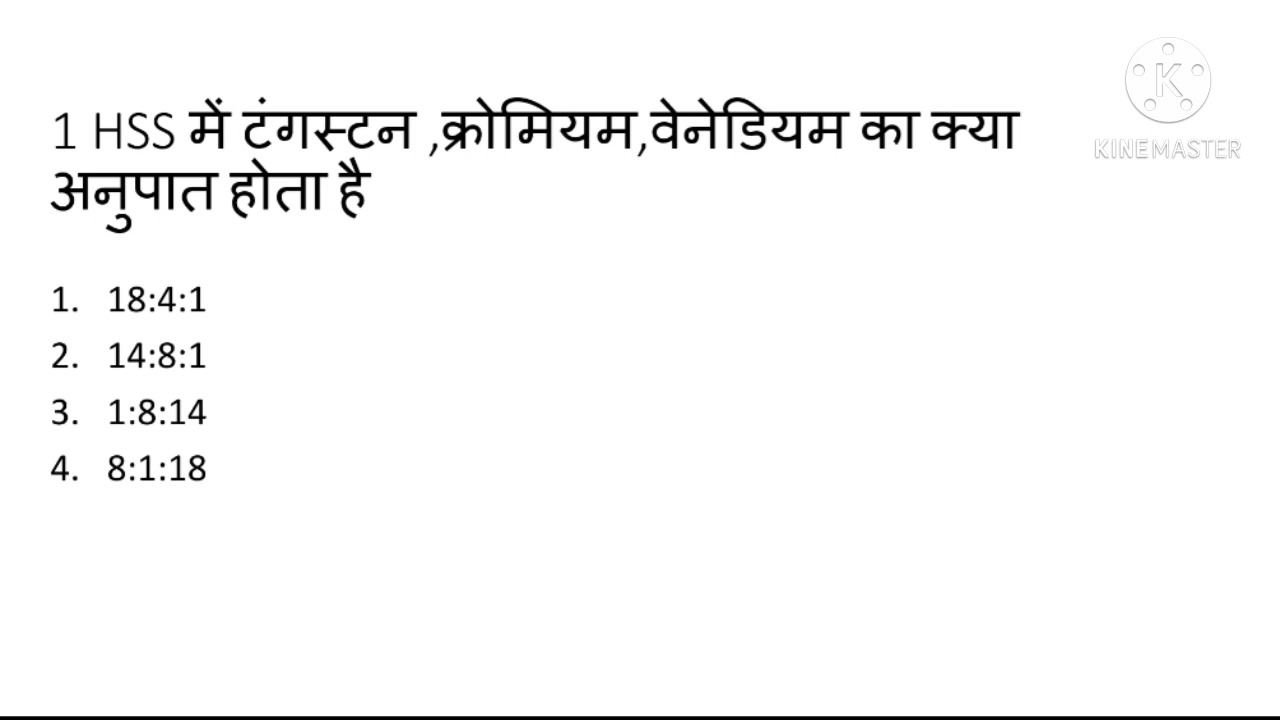 1 HSS में टंगस्टन ,क्रोमियम,वेनेडियम का क्या
अनुपात होता है
1. 18:4:1
2. 14:8:1
3. 1:8:14
4. 8:1:18
K
KINEMASTER